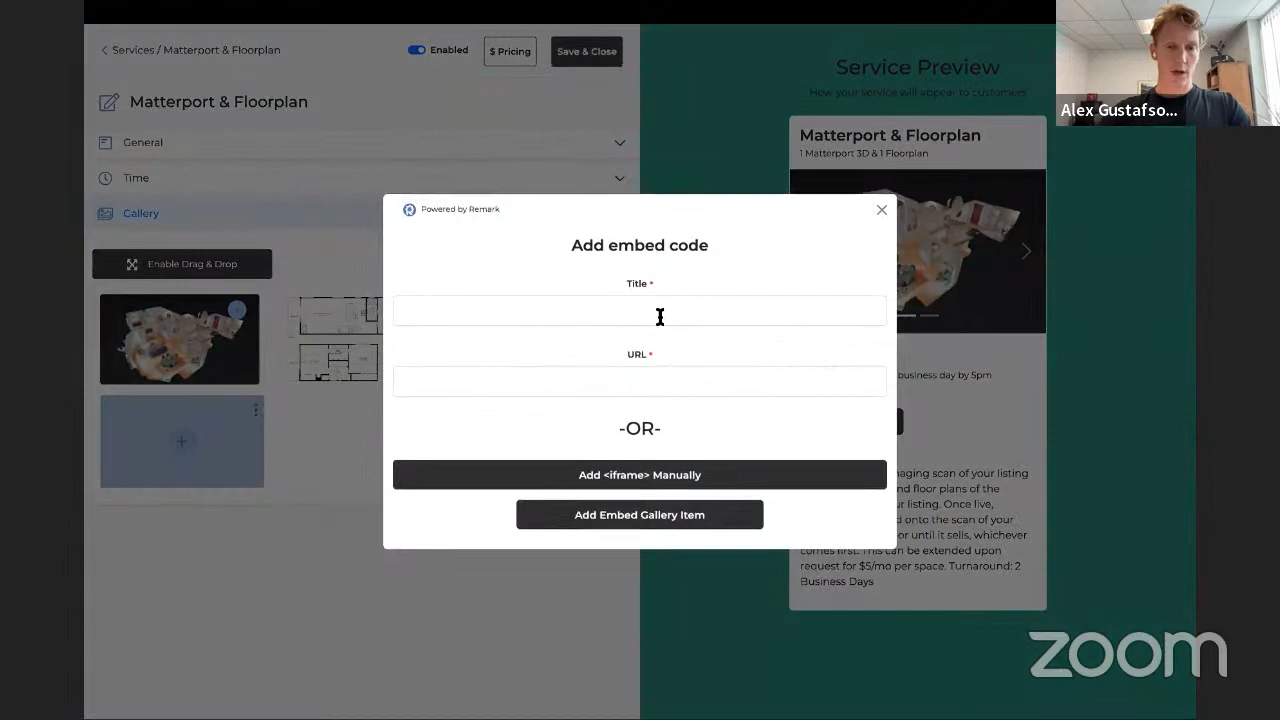 Services / Matterport & Floorplan
Enabled
$ Pricing
Save & Close
Matterport & Floorplan
General
Time
Gallery
Enable Drag & Drop
Powered by Remark
Add embed code
Title *
URL *
-OR-
Add <iframe> Manually
Add Embed Gallery Item
Service Preview
How your service will appear to customers
Matterport & Floorplan
1 Matterport 3D & 1 Floorplan
business day by 5pm
aging scan of your listing
nd floor plans of the
ur listing. Once live,
d onto the scan of your
or until it sells, whichever
comes first. This can be extended upon
request for $5/mo per space. Turnaround: 2
Business Days
Alex Gustafso...
zoom